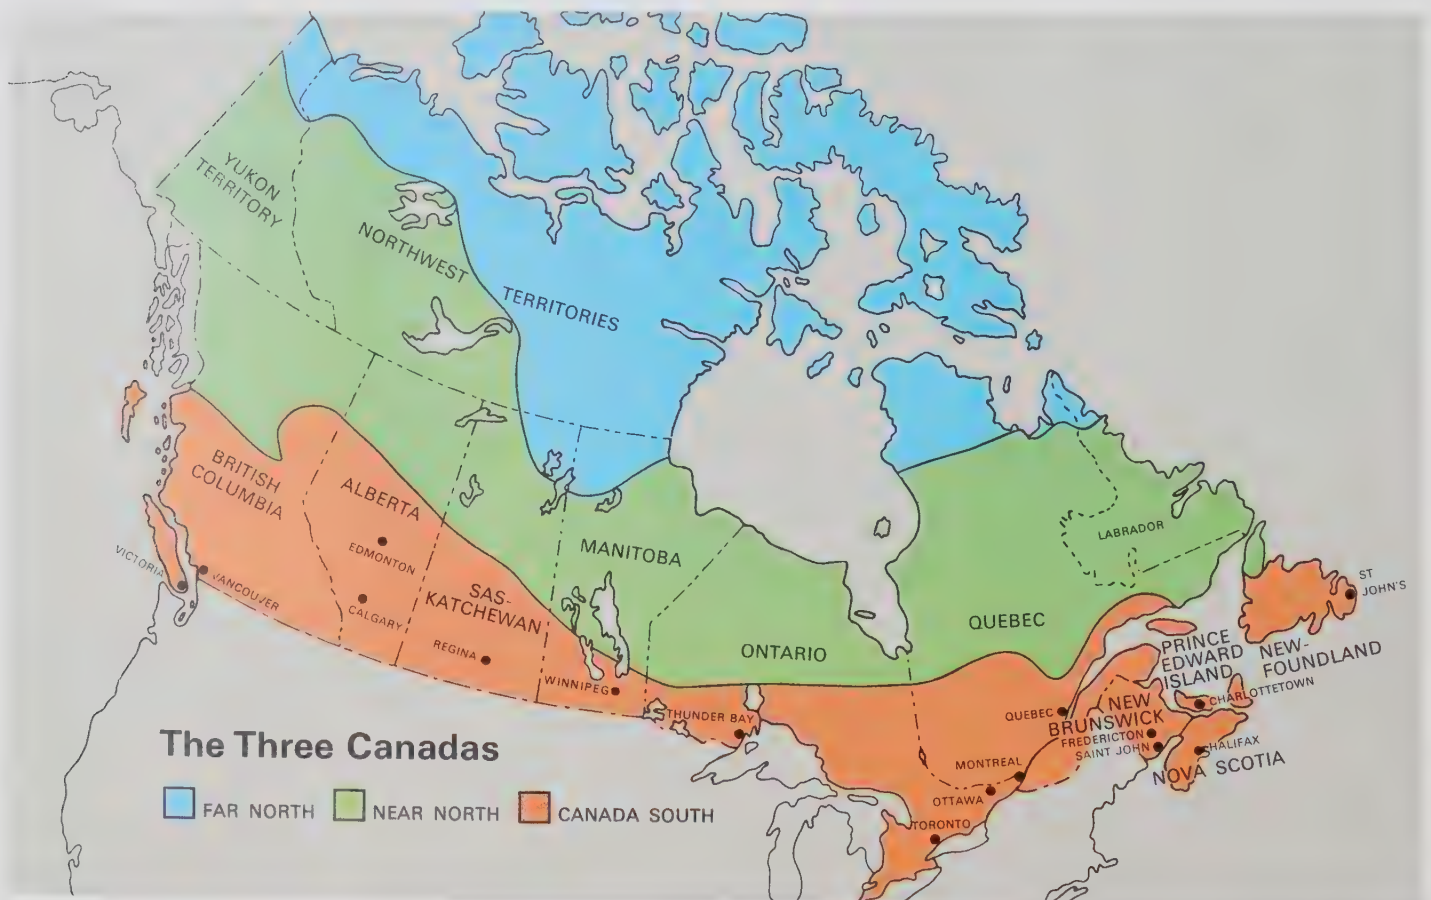 YUKON
TERRITORY
NORTHWEST
TERRITORIES
BRITISH
COLUMBIA
ALBERTA
EDMONTON
CALGARY
VICTORIA
VANCOUVER
SAS-
KATCHEWAN
REGINA
MANITOBA
WINNIPEG
ONTARIO
THUNDER BAY
QUEBEC
LABRADOR
ST
JOHN'S
NEW-
FOUNDLAND
PRINCE
EDWARD
ISLAND
CHARLOTTETOWN
QUEBEC
NEW
BRUNSWICK
FREDERICTON
SAINT JOHN
HALIFAX
NOVA SCOTIA
MONTREAL
OTTAWA
TORONTO
The Three Canadas
FAR NORTH
NEAR NORTH
CANADA SOUTH